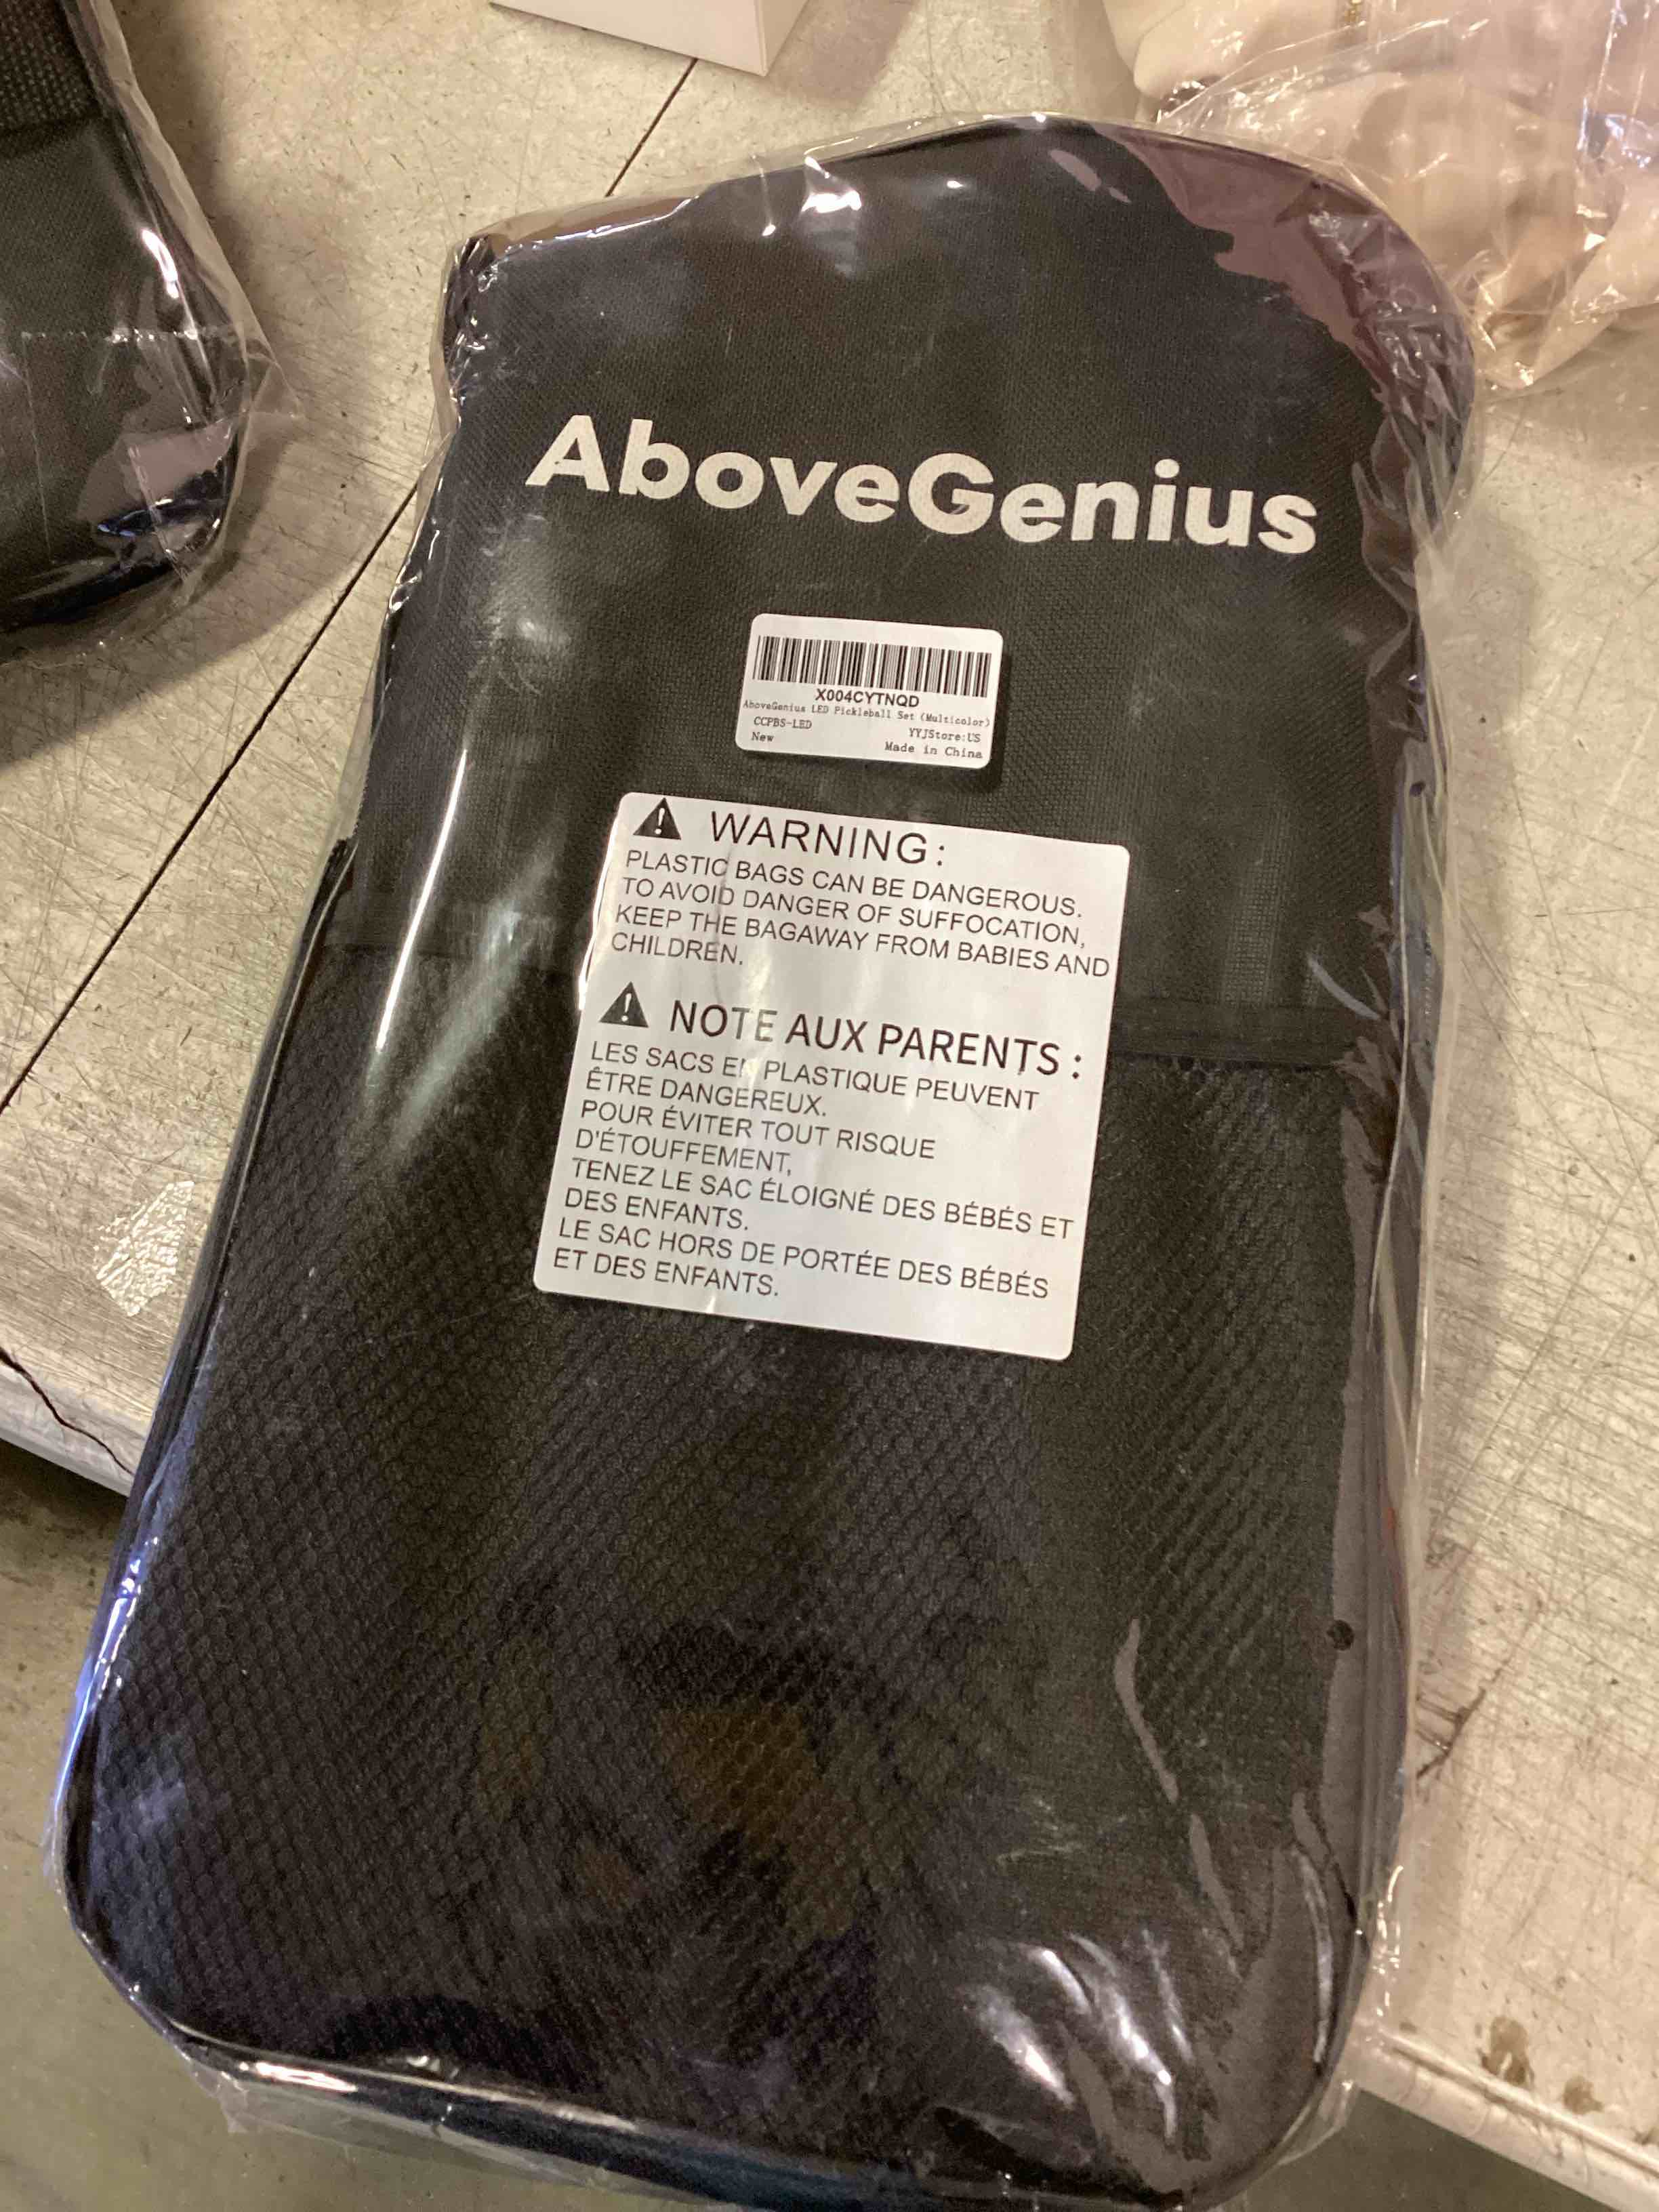 AboveGenius
X004CYTNQD
AboveGenius LED Pickleball Set (Multicolor)
CCPBS-LED YYJStore:US
New Made in China
WARNING:
PLASTIC BAGS CAN BE DANGEROUS.
TO AVOID DANGER OF SUFFOCATION,
KEEP THE BAGAWAY FROM BABIES AND
CHILDREN.
NOTE AUX PARENTS :
LES SACS EN PLASTIQUE PEUVENT
ÊTRE DANGEREUX.
POUR ÉVITER TOUT RISQUE
D'ÉTOUFFEMENT,
TENEZ LE SAC ÉLOIGNÉ DES BÉBÉS ET
DES ENFANTS.
LE SAC HORS DE PORTÉE DES BÉBÉS
ET DES ENFANTS.